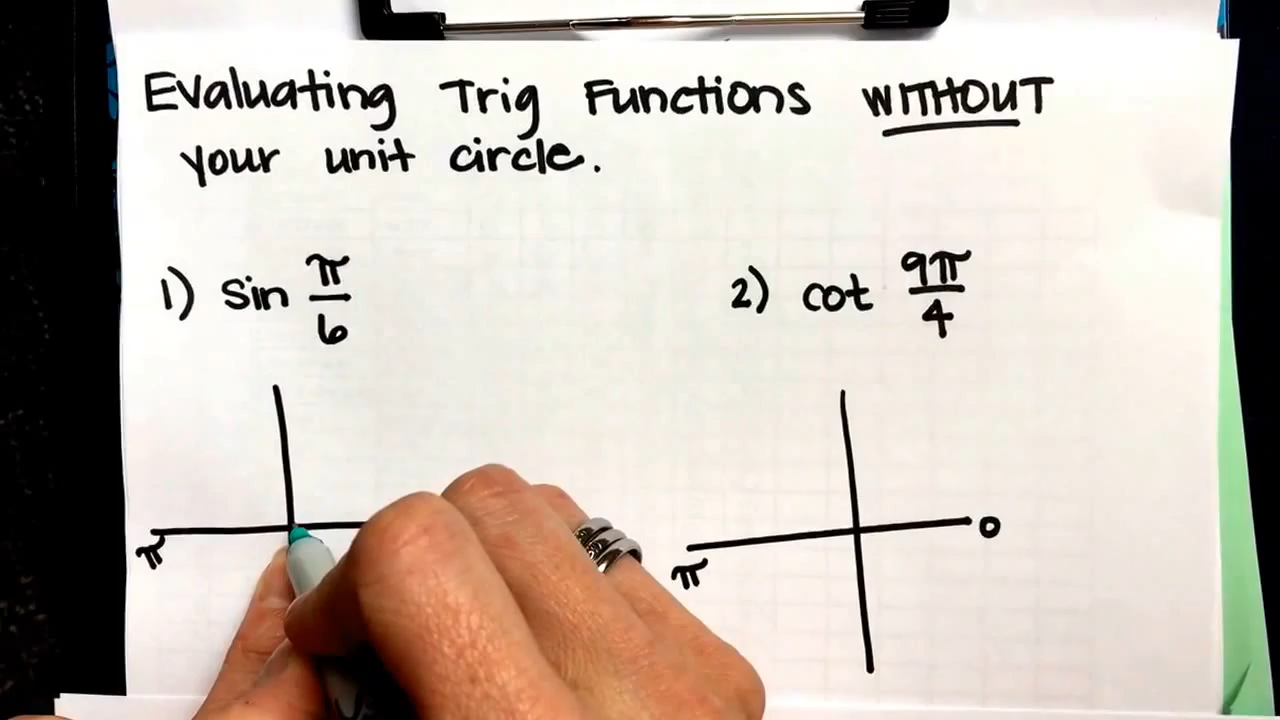 Evaluating Trig Functions WITHOUT
your unit circle.
1) sin π/6
2) cot 9π/4
π
π 0